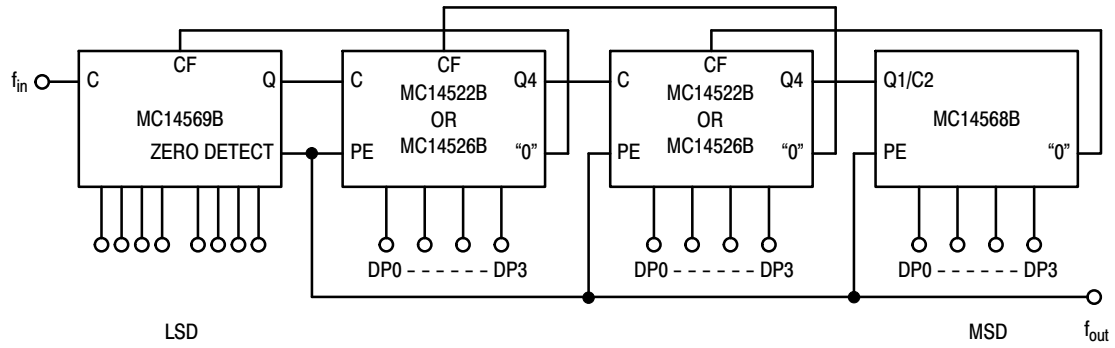 f_in
C
CF
Q
MC14569B
ZERO DETECT
C
CF
Q4
MC14522B
OR
MC14526B
PE
“0”
DP0 - - - - - - DP3
C
CF
Q4
MC14522B
OR
MC14526B
PE
“0”
DP0 - - - - - - DP3
Q1/C2
MC14568B
PE
“0”
DP0 - - - - - - DP3
LSD
MSD
f_out